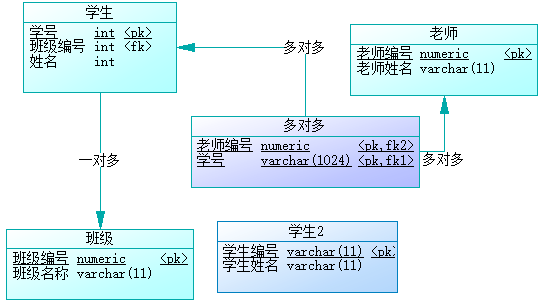 学生
学号 int <pk>
班级编号 int <fk>
姓名 int
多对多
老师
老师编号 numeric <pk>
老师姓名 varchar(11)
多对多
老师编号 numeric <pk,fk2>
学号 varchar(1024) <pk,fk1>
多对多
一对多
班级
班级编号 numeric <pk>
班级名称 varchar(11)
学生2
学生编号 varchar(11) <pk
学生姓名 varchar(11)